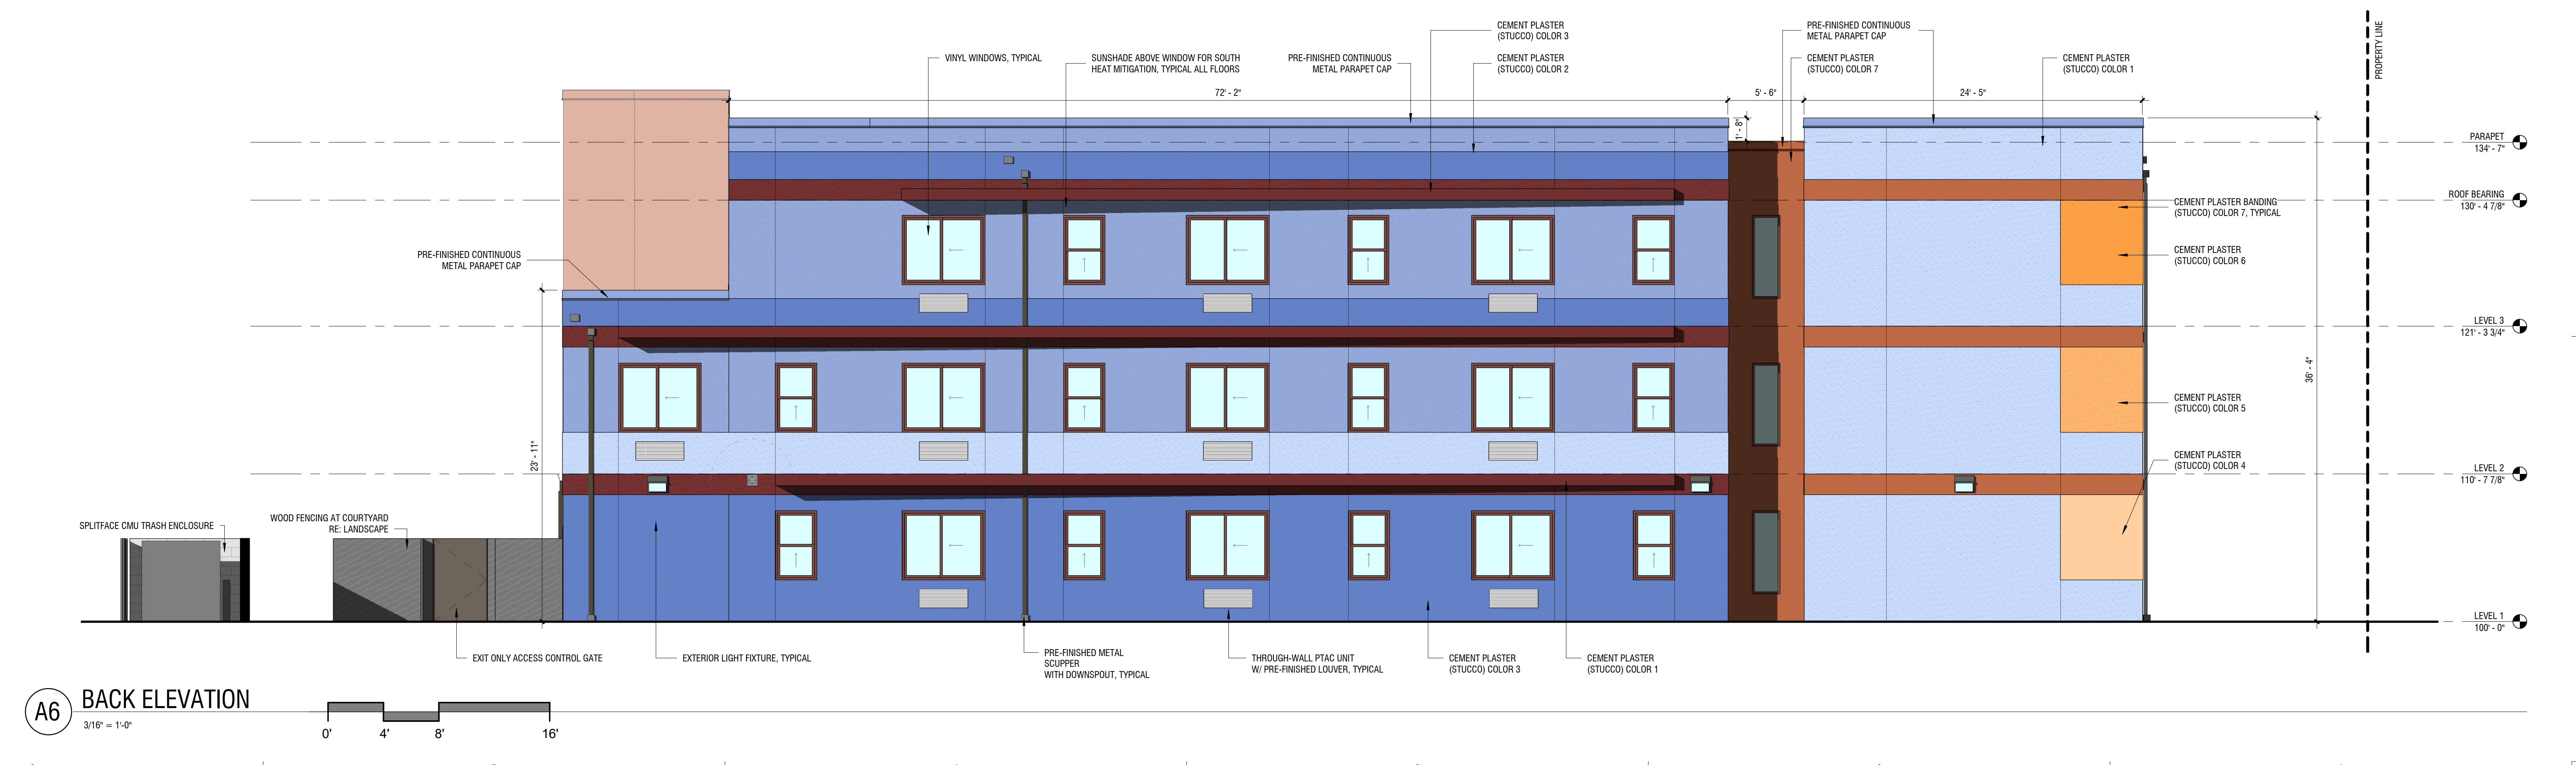 CEMENT PLASTER
(STUCCO) COLOR 3
PRE-FINISHED CONTINUOUS
METAL PARAPET CAP
PROPERTY LINE
VINYL WINDOWS, TYPICAL
SUNSHADE ABOVE WINDOW FOR SOUTH
HEAT MITIGATION, TYPICAL ALL FLOORS
PRE-FINISHED CONTINUOUS
METAL PARAPET CAP
CEMENT PLASTER
(STUCCO) COLOR 2
CEMENT PLASTER
(STUCCO) COLOR 7
CEMENT PLASTER
(STUCCO) COLOR 1
72' - 2"
5' - 6"
24' - 5"
1' - 8"
PARAPET
134' - 7"
ROOF BEARING
130' - 4 7/8"
CEMENT PLASTER BANDING
(STUCCO) COLOR 7, TYPICAL
PRE-FINISHED CONTINUOUS
METAL PARAPET CAP
CEMENT PLASTER
(STUCCO) COLOR 6
LEVEL 3
121' - 3 3/4"
36' - 4"
CEMENT PLASTER
(STUCCO) COLOR 5
23' - 11"
CEMENT PLASTER
(STUCCO) COLOR 4
LEVEL 2
110' - 7 7/8"
SPLITFACE CMU TRASH ENCLOSURE
WOOD FENCING AT COURTYARD
RE: LANDSCAPE
LEVEL 1
100' - 0"
EXIT ONLY ACCESS CONTROL GATE
EXTERIOR LIGHT FIXTURE, TYPICAL
PRE-FINISHED METAL
SCUPPER
WITH DOWNSPOUT, TYPICAL
THROUGH-WALL PTAC UNIT
W/ PRE-FINISHED LOUVER, TYPICAL
CEMENT PLASTER
(STUCCO) COLOR 3
CEMENT PLASTER
(STUCCO) COLOR 1
A6
BACK ELEVATION
3/16" = 1'-0"
0' 4' 8' 16'